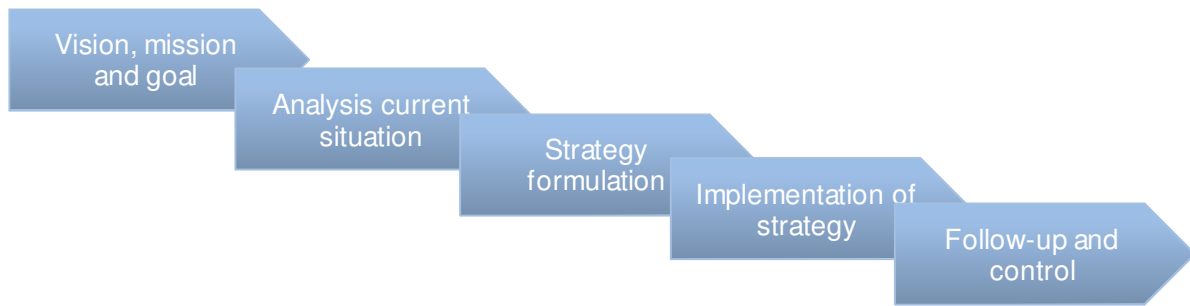 Vision, mission
and goal
Analysis current
situation
Strategy
formulation
Implementation of
strategy
Follow-up and
control